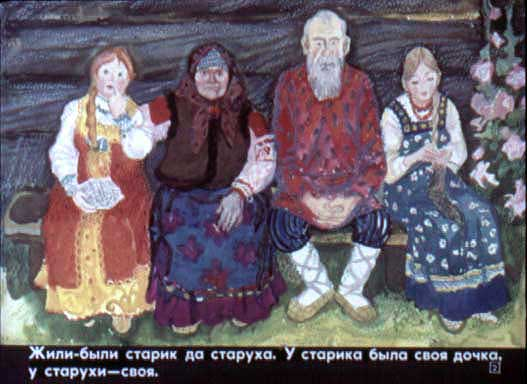 Жили-были старик да старуха. У старика была своя дочка,
у старухи—своя.